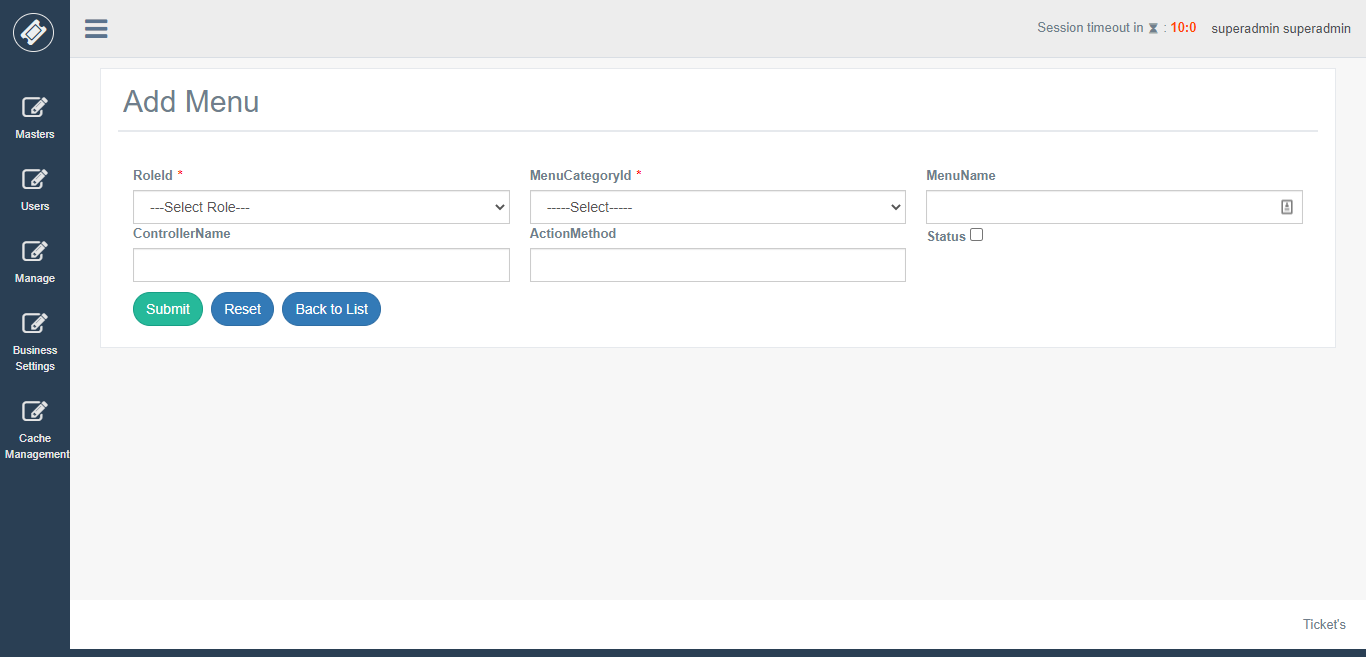 Session timeout in : 10:0 superadmin superadmin
Masters
Users
Manage
Business
Settings
Cache
Management
Add Menu
RoleId * MenuCategoryId * MenuName
---Select Role--- -----Select-----
ControllerName ActionMethod Status
Submit Reset Back to List
Ticket's